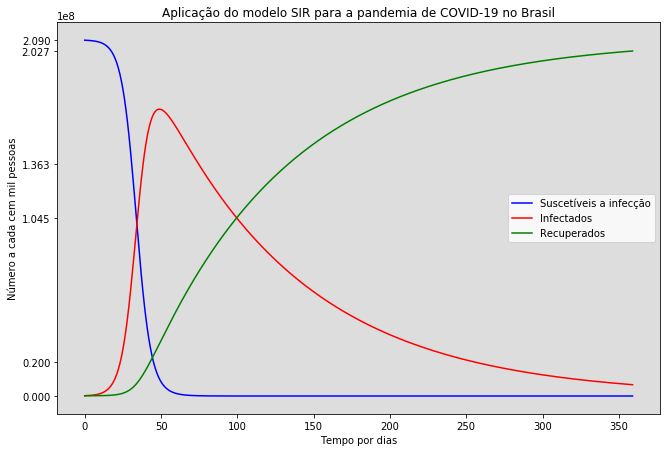 Aplicação do modelo SIR para a pandemia de COVID-19 no Brasil
1e8
2.090
2.027
1.363
1.045
0.200
0.000
Número a cada cem mil pessoas
Suscetíveis a infecção
Infectados
Recuperados
0 50 100 150 200 250 300 350
Tempo por dias